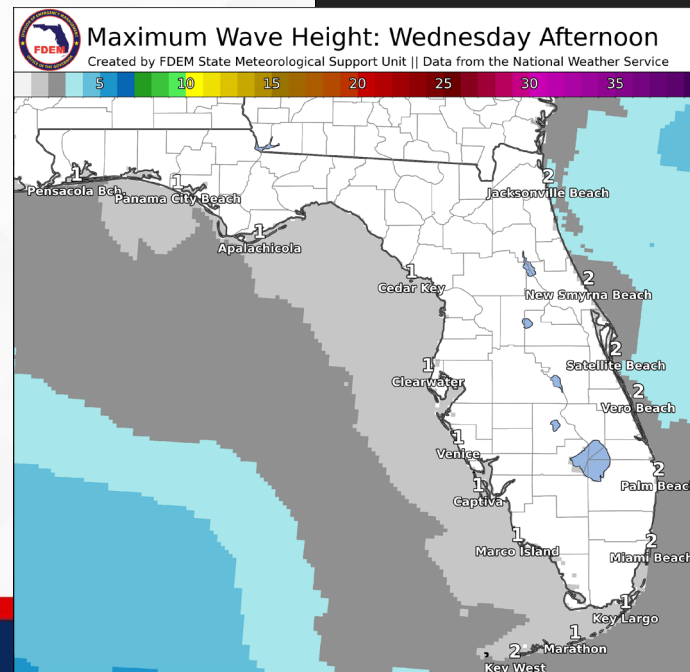 FDEM
Maximum Wave Height: Wednesday Afternoon
Created by FDEM State Meteorological Support Unit || Data from the National Weather Service
5 10 15 20 25 30 35
1
Pensacola Bch
1
Panama City Beach
2
Jacksonville Beach
1
Apalachicola
1
Cedar Key
2
New Smyrna Beach
2
Satellite Beach
1
Clearwater
2
Vero Beach
1
Venice
2
Palm Beac
1
Captiva
1
Marco Island
2
Miami Beach
1
Key Largo
1
Marathon
2
Key West